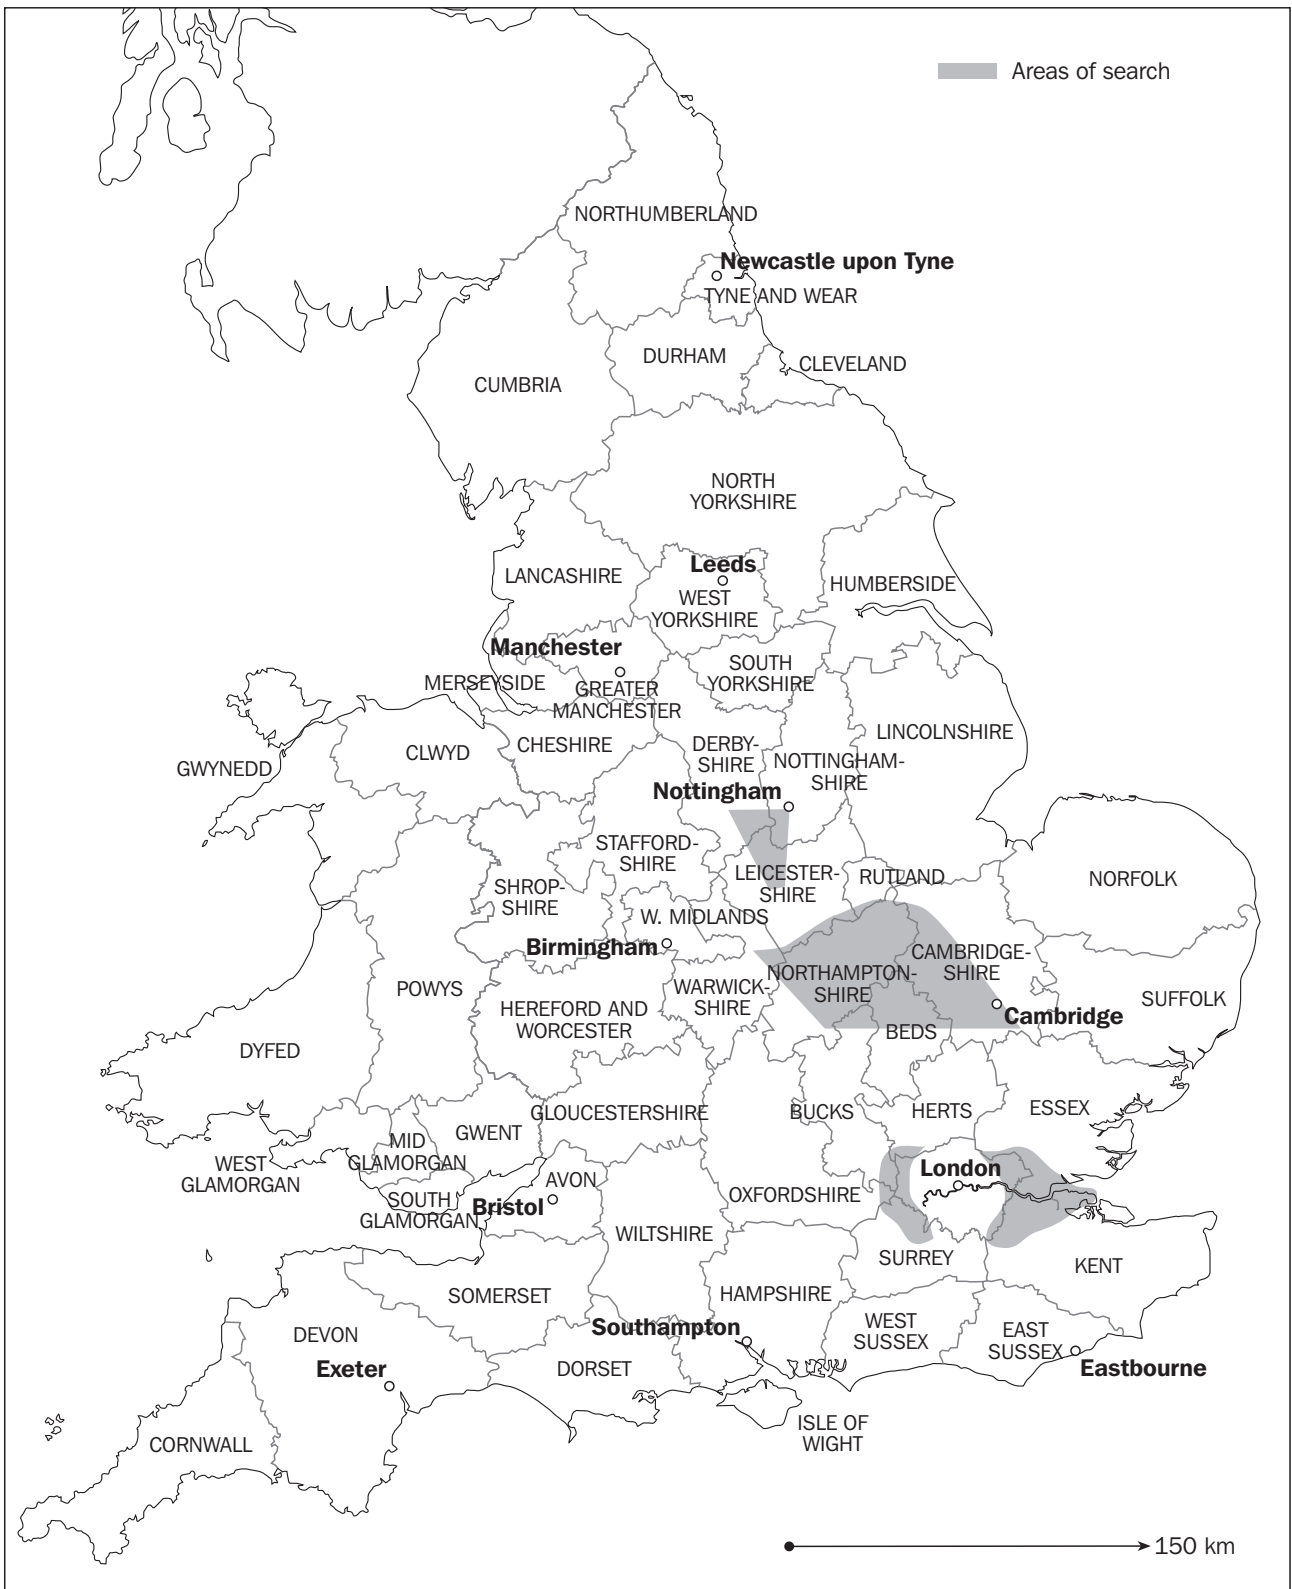 Areas of search
NORTHUMBERLAND
Newcastle upon Tyne
TYNE AND WEAR
DURHAM
CLEVELAND
CUMBRIA
NORTH
YORKSHIRE
Leeds
LANCASHIRE
HUMBERSIDE
WEST
YORKSHIRE
Manchester
SOUTH
YORKSHIRE
MERSEYSIDE
GREATER
MANCHESTER
LINCOLNSHIRE
CHESHIRE
DERBY-
SHIRE
CLWYD
NOTTINGHAM-
SHIRE
GWYNEDD
Nottingham
STAFFORD-
SHIRE
LEICESTER-
SHIRE
RUTLAND
NORFOLK
SHROP-
SHIRE
W. MIDLANDS
Birmingham
CAMBRIDGE-
SHIRE
NORTHAMPTON-
SHIRE
POWYS
WARWICK-
SHIRE
SUFFOLK
HEREFORD AND
WORCESTER
Cambridge
BEDS
DYFED
GLOUCESTERSHIRE
BUCKS
HERTS
ESSEX
GWENT
MID
GLAMORGAN
WEST
GLAMORGAN
London
AVON
OXFORDSHIRE
SOUTH
GLAMORGAN
Bristol
WILTSHIRE
SURREY
KENT
SOMERSET
HAMPSHIRE
Southampton
WEST
SUSSEX
EAST
SUSSEX
DEVON
Exeter
DORSET
Eastbourne
ISLE OF
WIGHT
CORNWALL
150 km